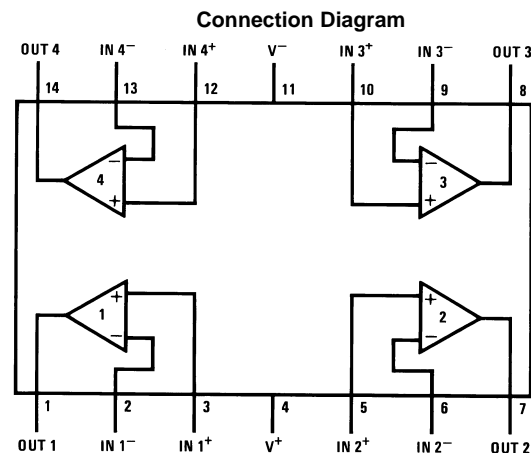 Connection Diagram
OUT 4 IN 4⁻ IN 4⁺ V⁻ IN 3⁺ IN 3⁻ OUT 3
14 13 12 11 10 9 8
− −
4 3
+ +
+ +
1 2
− −
1 2 3 4 5 6 7
OUT 1 IN 1⁻ IN 1⁺ V⁺ IN 2⁺ IN 2⁻ OUT 2